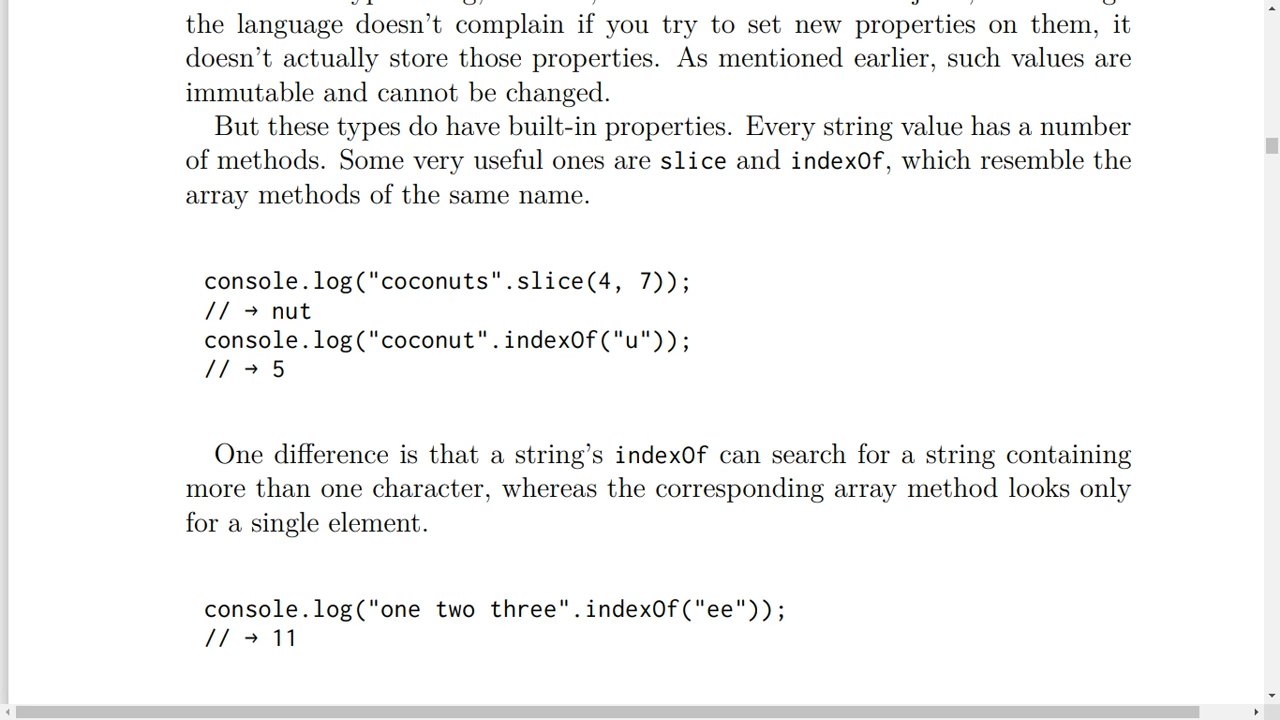 the language doesn’t complain if you try to set new properties on them, it
doesn’t actually store those properties. As mentioned earlier, such values are
immutable and cannot be changed.
But these types do have built-in properties. Every string value has a number
of methods. Some very useful ones are slice and indexOf, which resemble the
array methods of the same name.
console.log("coconuts".slice(4, 7));
// → nut
console.log("coconut".indexOf("u"));
// → 5
One difference is that a string’s indexOf can search for a string containing
more than one character, whereas the corresponding array method looks only
for a single element.
console.log("one two three".indexOf("ee"));
// → 11